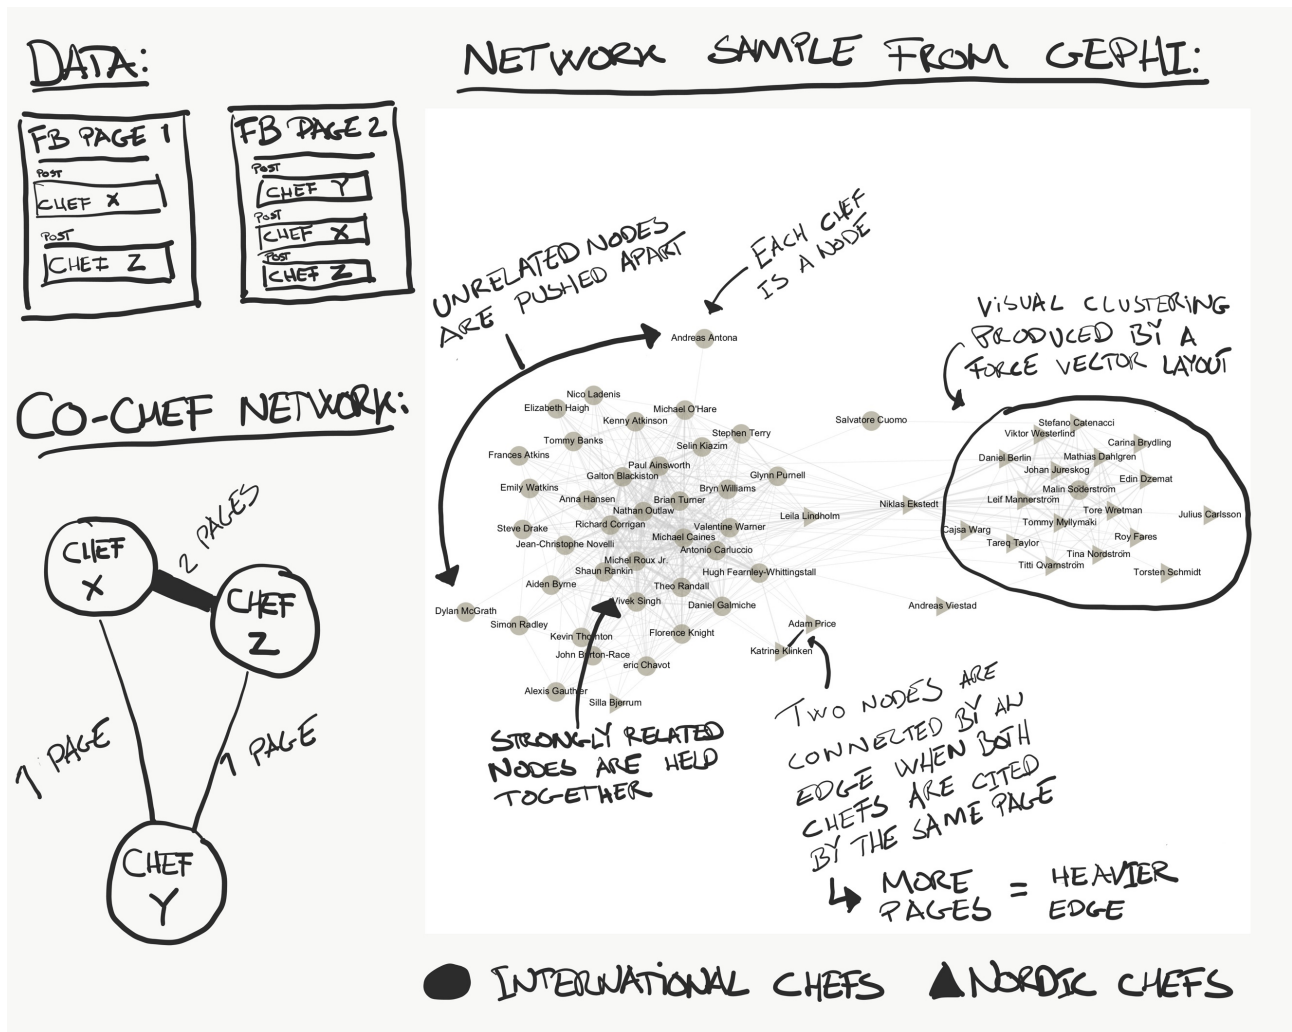 DATA:
FB PAGE 1
POST
CHEF X
POST
CHEF Z
FB PAGE 2
POST
CHEF Y
POST
CHEF X
POST
CHEF Z
CO-CHEF NETWORK:
2 PAGES
CHEF
X
CHEF
Z
1 PAGE
1 PAGE
CHEF
Y
NETWORK SAMPLE FROM GEPHI:
UNRELATED NODES
ARE PUSHED APART
EACH CHEF
IS A NODE
VISUAL CLUSTERING
PRODUCED BY A
FORCE VECTOR LAYOUT
Andreas Antona
Nico Ladenis
Elizabeth Haigh
Michael O'Hare
Kenny Atkinson
Stephen Terry
Tommy Banks
Selin Kiazim
Frances Atkins
Paul Ainsworth
Galton Blackiston
Glynn Purnell
Emily Watkins
Bryn Williams
Anna Hansen
Brian Turner
Nathan Outlaw
Leila Lindholm
Steve Drake
Richard Corrigan
Valentine Warner
Michael Caines
Jean-Christophe Novelli
Antonio Carluccio
Michel Roux Jr.
Shaun Rankin
Hugh Fearnley-Whittingstall
Aiden Byrne
Theo Randall
Vivek Singh
Daniel Galmiche
Dylan McGrath
Simon Radley
Adam Price
Kevin Thornton
Florence Knight
Katrine Klinken
John Burton-Race
eric Chavot
Alexis Gauthier
Silla Bjerrum
Salvatore Cuomo
Niklas Ekstedt
Andreas Viestad
Stefano Catenacci
Viktor Westerlind
Carina Brydling
Daniel Berlin
Mathias Dahlgren
Johan Jureskog
Edin Dzemat
Malin Soderstrom
Leif Mannerstrom
Tore Wretman
Julius Carlsson
Tommy Myllymaki
Cajsa Warg
Roy Fares
Tareq Taylor
Tina Nordstrom
Titti Qvarnstrom
Torsten Schmidt
STRONGLY RELATED
NODES ARE HELD
TOGETHER
TWO NODES ARE
CONNECTED BY AN
EDGE WHEN BOTH
CHEFS ARE CITED
BY THE SAME PAGE
MORE PAGES = HEAVIER EDGE
INTERNATIONAL CHEFS
NORDIC CHEFS